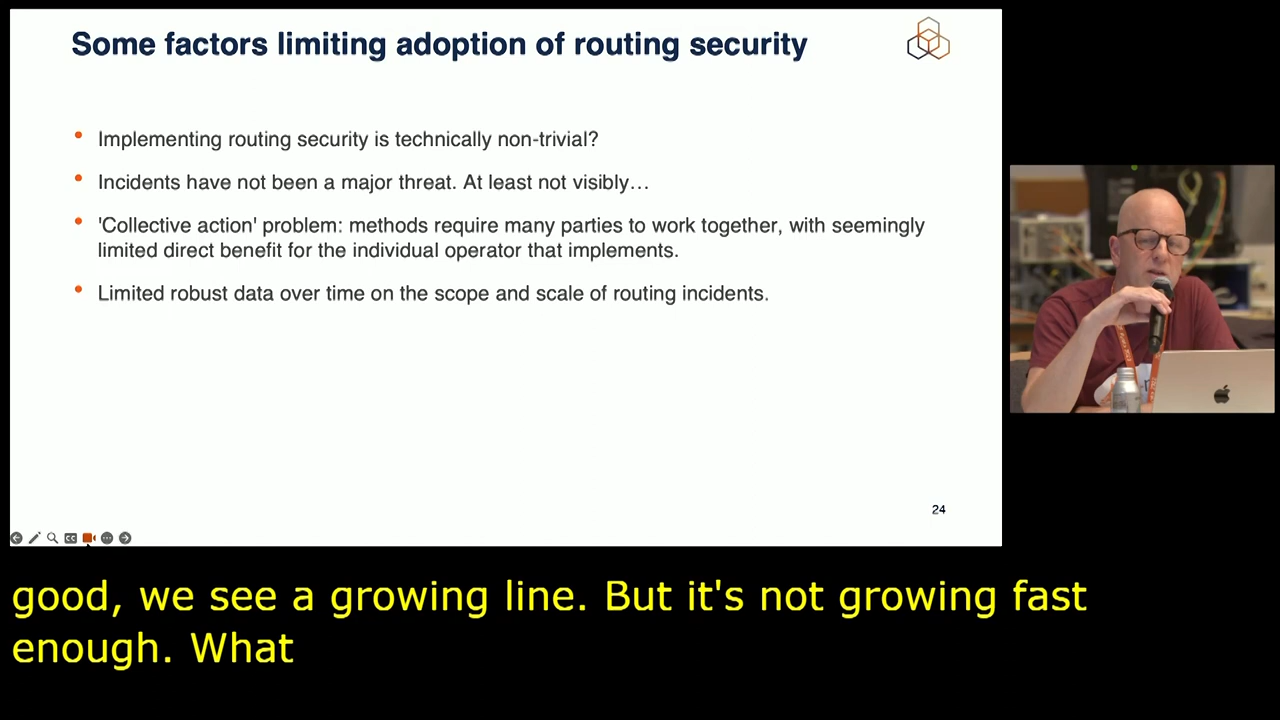 Some factors limiting adoption of routing security
• Implementing routing security is technically non-trivial?
• Incidents have not been a major threat. At least not visibly…
• 'Collective action' problem: methods require many parties to work together, with seemingly
limited direct benefit for the individual operator that implements.
• Limited robust data over time on the scope and scale of routing incidents.
24
good, we see a growing line. But it's not growing fast
enough. What